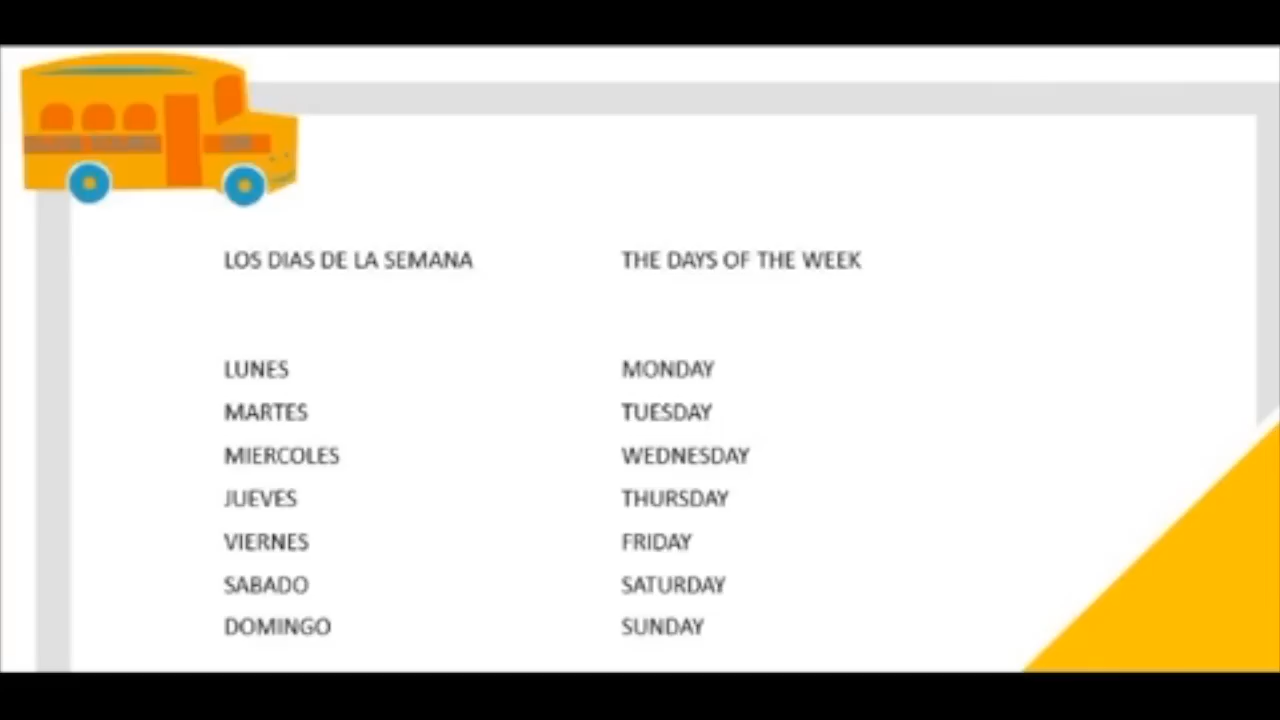 LOS DIAS DE LA SEMANA THE DAYS OF THE WEEK
LUNES MONDAY
MARTES TUESDAY
MIERCOLES WEDNESDAY
JUEVES THURSDAY
VIERNES FRIDAY
SABADO SATURDAY
DOMINGO SUNDAY